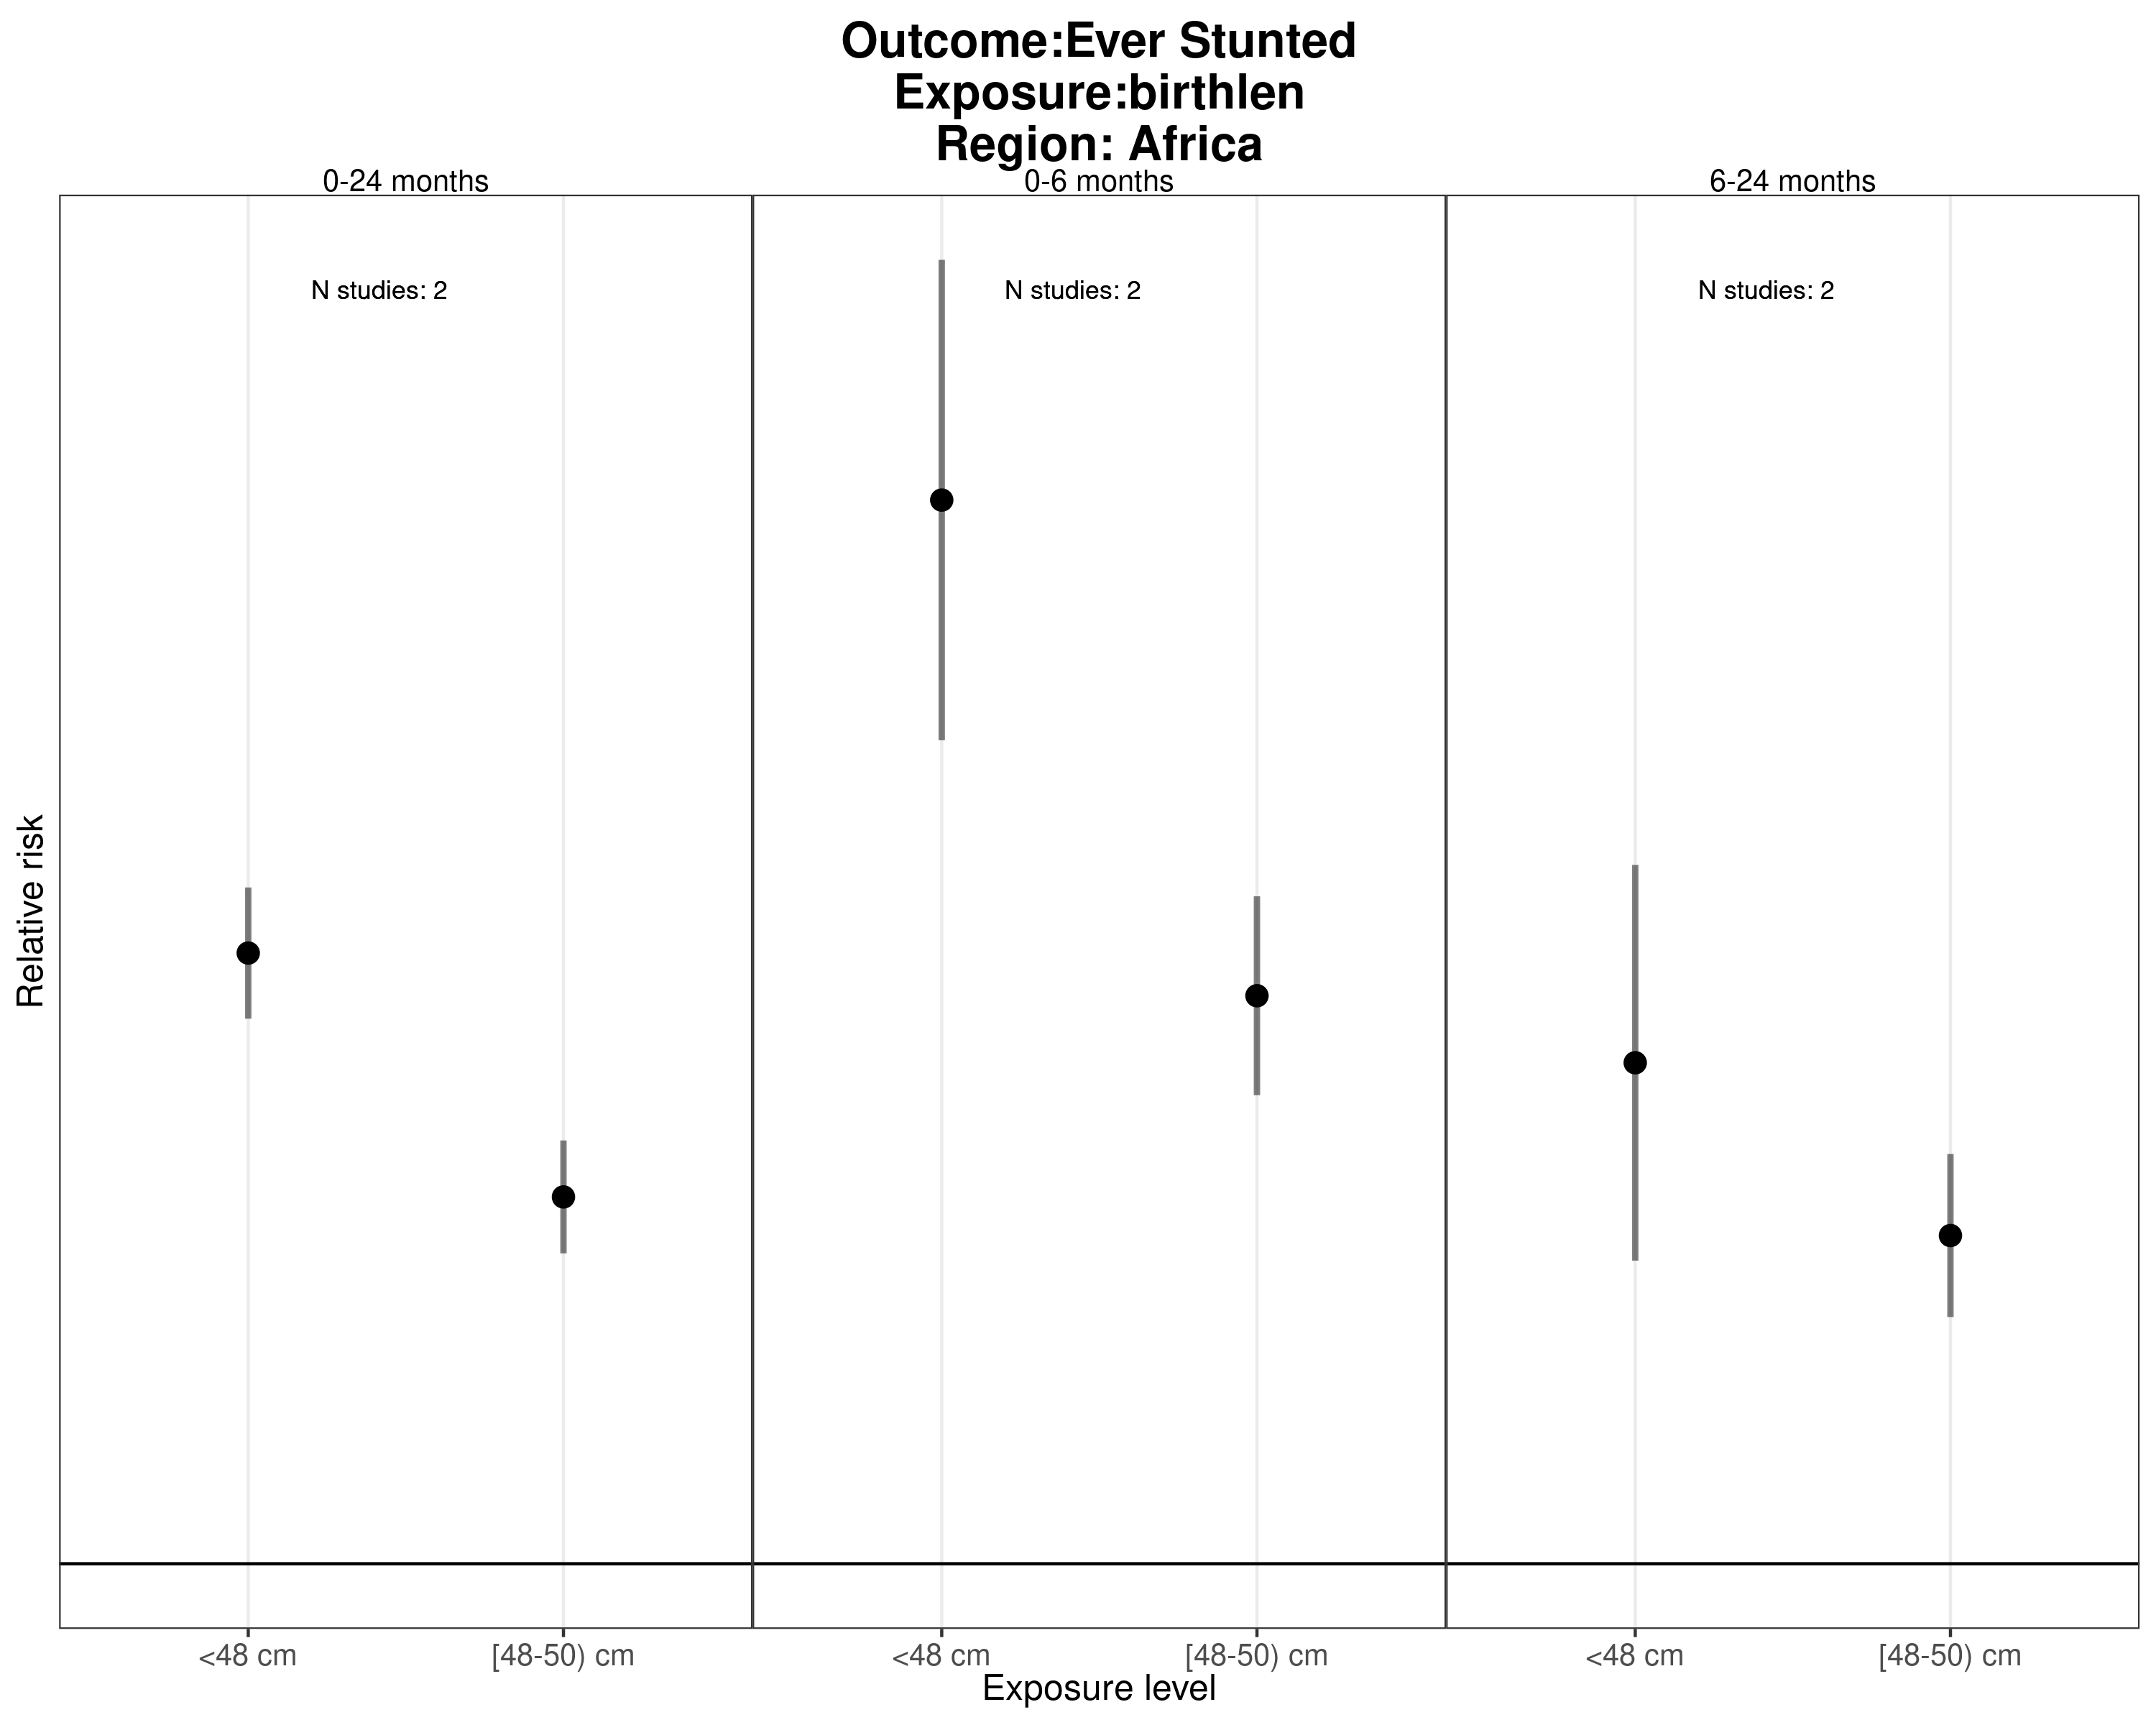 Outcome:Ever Stunted
Exposure:birthlen
Region: Africa
0-24 months
0-6 months
6-24 months
N studies: 2
N studies: 2
N studies: 2
Relative risk
<48 cm
[48-50) cm
<48 cm
[48-50) cm
<48 cm
[48-50) cm
Exposure level